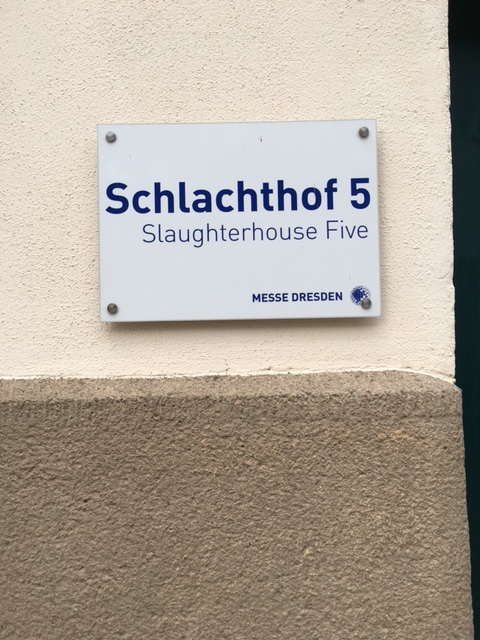 Schlachthof 5
Slaughterhouse Five
MESSE DRESDEN